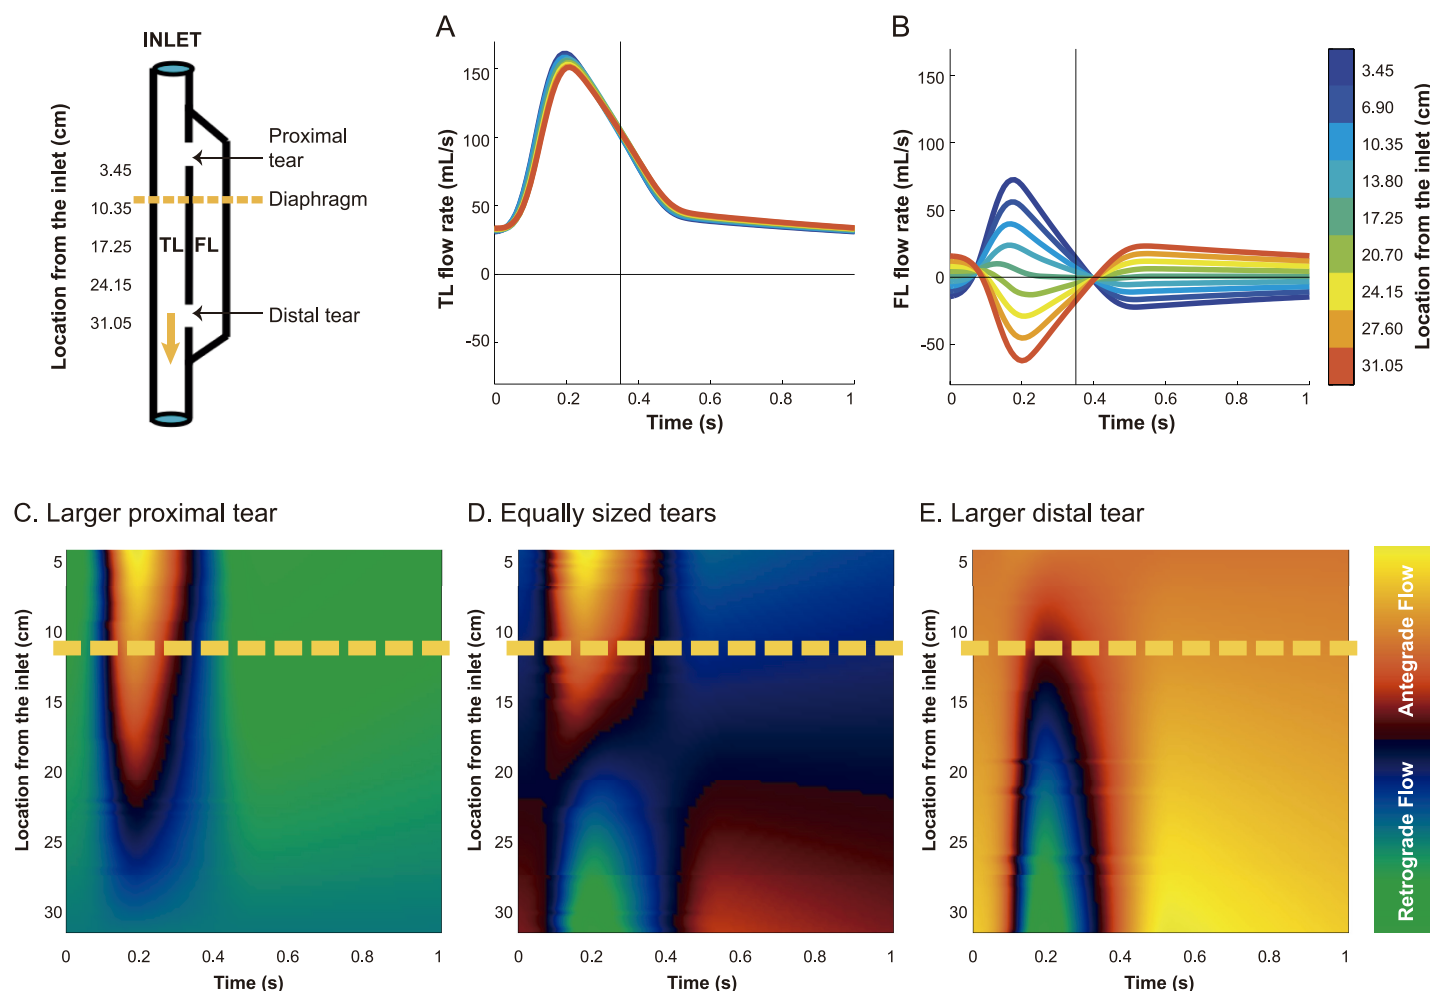 INLET
Location from the inlet (cm)
3.45
10.35
17.25
24.15
31.05
TL
FL
Proximal
tear
Diaphragm
Distal tear
A
TL flow rate (mL/s)
150
100
50
0
-50
0
0.2
0.4
0.6
0.8
1
Time (s)
B
FL flow rate (mL/s)
150
100
50
0
-50
0
0.2
0.4
0.6
0.8
1
Time (s)
3.45
6.90
10.35
13.80
17.25
20.70
24.15
27.60
31.05
Location from the inlet (cm)
C. Larger proximal tear
Location from the inlet (cm)
5
10
15
20
25
30
0
0.2
0.4
0.6
0.8
1
Time (s)
D. Equally sized tears
Location from the inlet (cm)
5
10
15
20
25
30
0
0.2
0.4
0.6
0.8
1
Time (s)
E. Larger distal tear
Location from the inlet (cm)
5
10
15
20
25
30
0
0.2
0.4
0.6
0.8
1
Time (s)
Antegrade Flow
Retrograde Flow